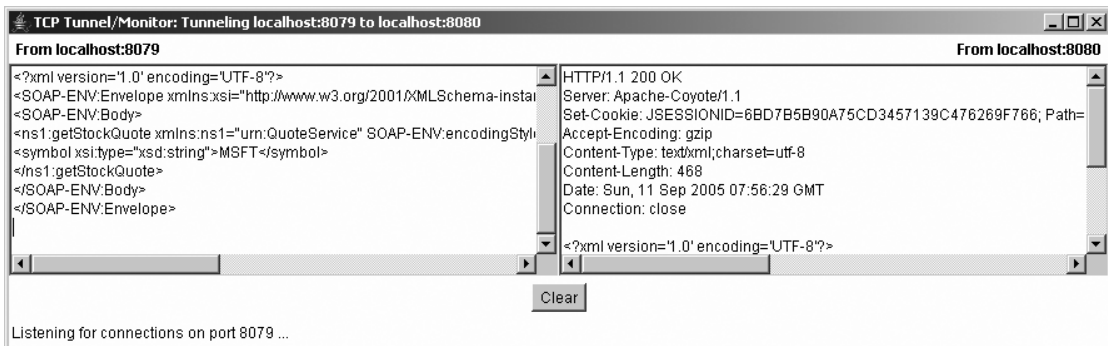 TCP Tunnel/Monitor: Tunneling localhost:8079 to localhost:8080
From localhost:8079
From localhost:8080
<?xml version='1.0' encoding='UTF-8'?>
<SOAP-ENV:Envelope xmlns:xsi="http://www.w3.org/2001/XMLSchema-instar
<SOAP-ENV:Body>
<ns1:getStockQuote xmlns:ns1="urn:QuoteService" SOAP-ENV:encodingStyl
<symbol xsi:type="xsd:string">MSFT</symbol>
</ns1:getStockQuote>
</SOAP-ENV:Body>
</SOAP-ENV:Envelope>
HTTP/1.1 200 OK
Server: Apache-Coyote/1.1
Set-Cookie: JSESSIONID=6BD7B5B90A75CD3457139C476269F766; Path=
Accept-Encoding: gzip
Content-Type: text/xml;charset=utf-8
Content-Length: 468
Date: Sun, 11 Sep 2005 07:56:29 GMT
Connection: close
<?xml version='1.0' encoding='UTF-8'?>
Clear
Listening for connections on port 8079 ...